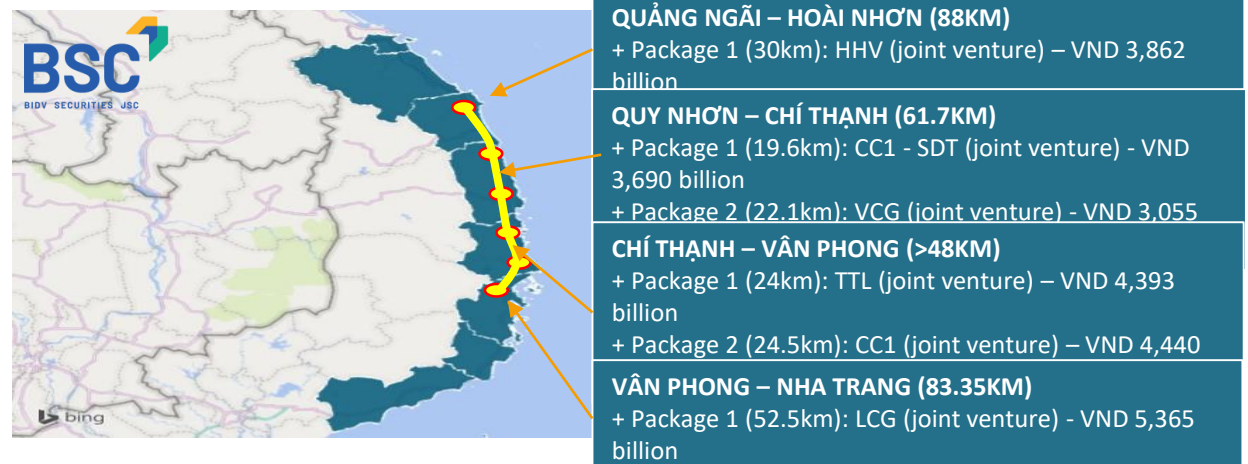 BSC
BIDV SECURITIES JSC
bing
QUẢNG NGÃI – HOÀI NHƠN (88KM)
+ Package 1 (30km): HHV (joint venture) – VND 3,862
billion
QUY NHƠN – CHÍ THẠNH (61.7KM)
+ Package 1 (19.6km): CC1 - SDT (joint venture) - VND
3,690 billion
+ Package 2 (22.1km): VCG (joint venture) - VND 3,055
CHÍ THẠNH – VÂN PHONG (>48KM)
+ Package 1 (24km): TTL (joint venture) – VND 4,393
billion
+ Package 2 (24.5km): CC1 (joint venture) – VND 4,440
VÂN PHONG – NHA TRANG (83.35KM)
+ Package 1 (52.5km): LCG (joint venture) - VND 5,365
billion